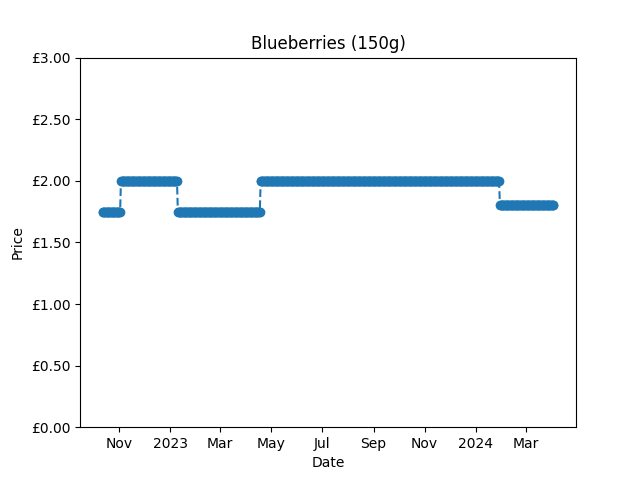 Blueberries (150g)
£3.00
£2.50
£2.00
£1.50
£1.00
£0.50
£0.00
Price
Nov 2023 Mar May Jul Sep Nov 2024 Mar
Date